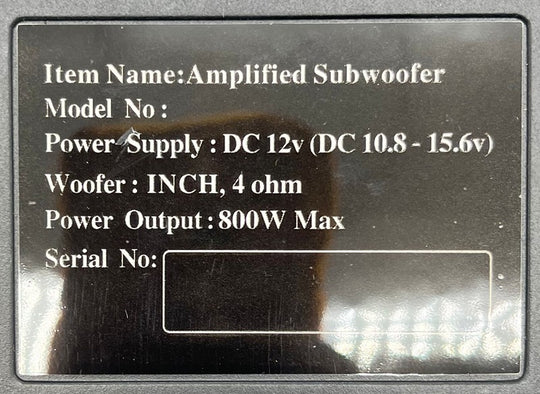 Item Name:Amplified Subwoofer
Model No :
Power Supply : DC 12v (DC 10.8 - 15.6v)
Woofer : INCH, 4 ohm
Power Output : 800W Max
Serial No: